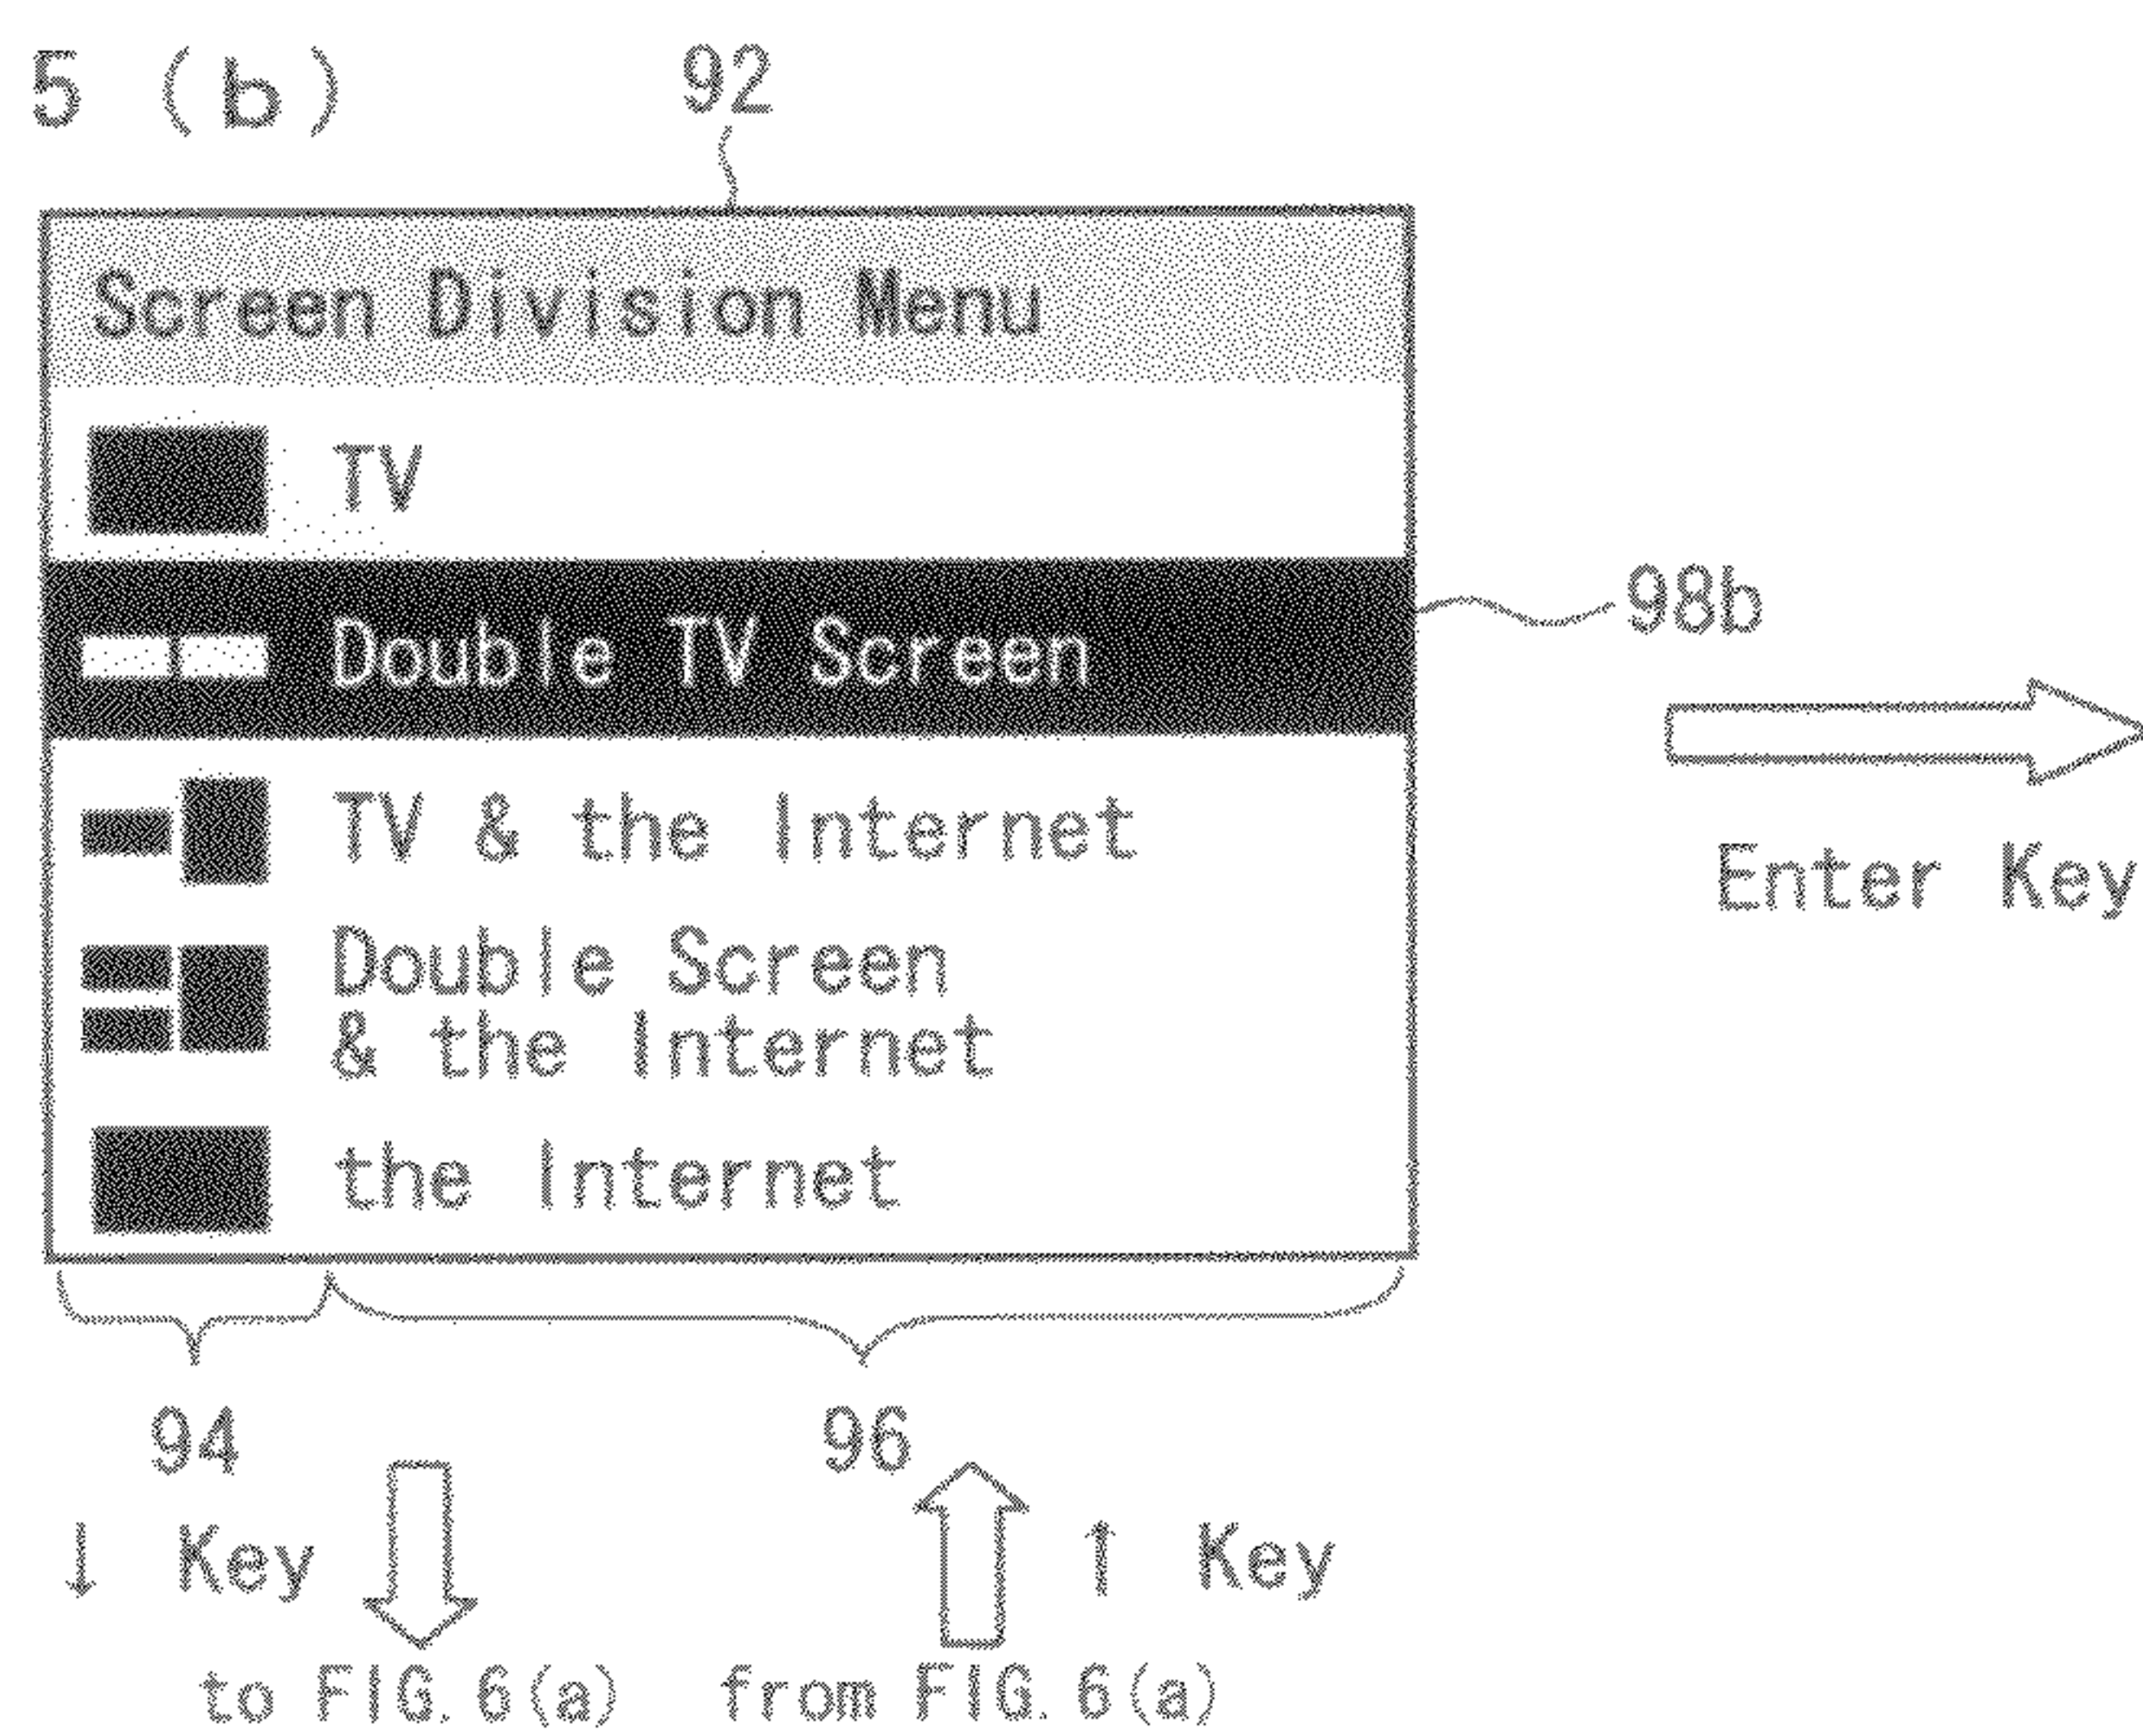 5 (b)
92
Screen Division Menu
TV
Double TV Screen
98b
TV & the Internet
Double Screen
& the Internet
the Internet
Enter Key
94
96
↓ Key
↑ Key
to FIG. 6(a)
from FIG. 6(a)